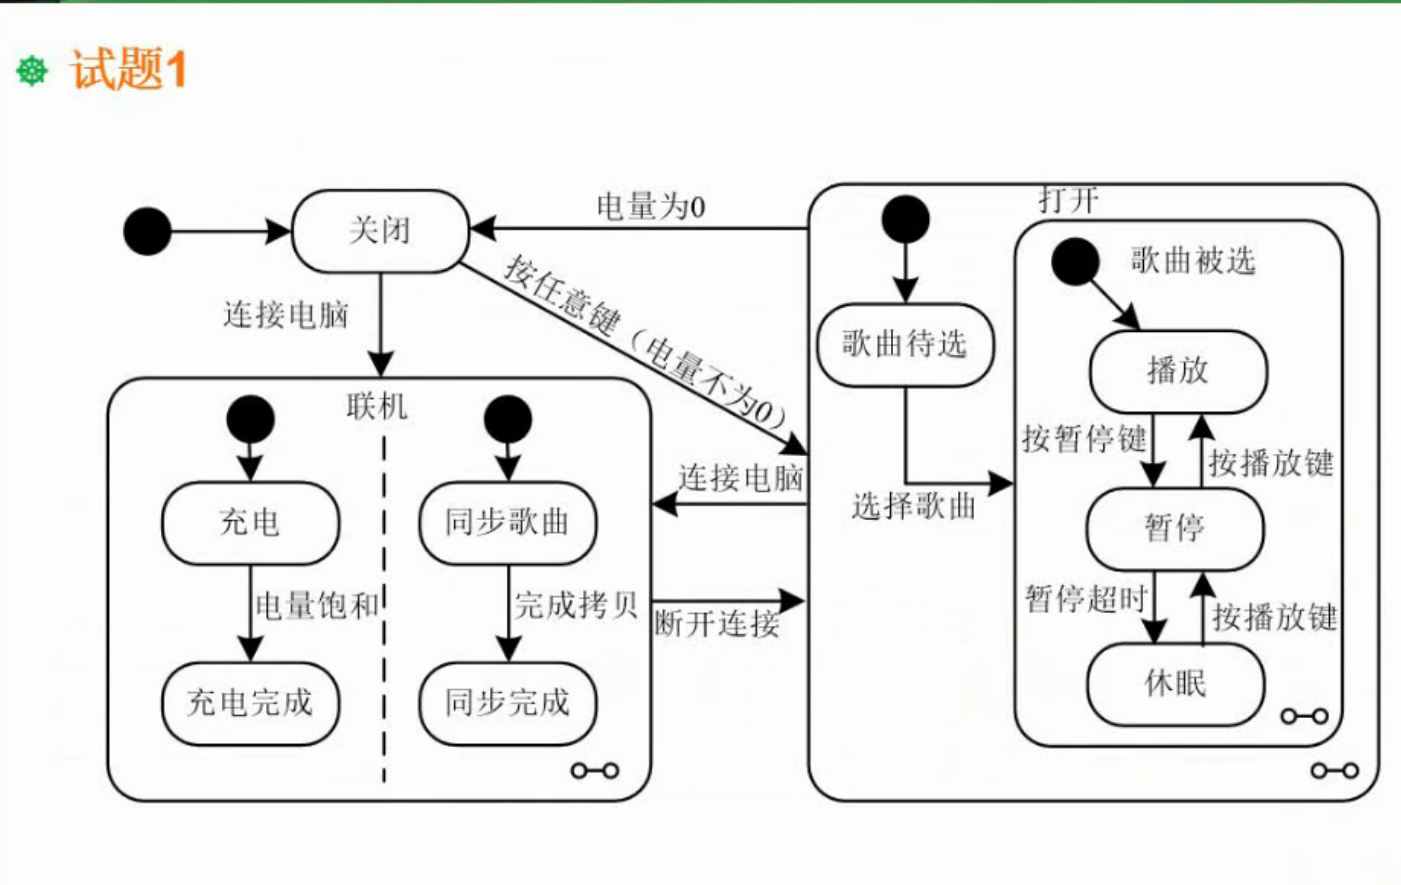 试题1
关闭
电量为0
打开
歌曲被选
按任意键（电量不为0）
连接电脑
歌曲待选
播放
联机
按暂停键
按播放键
连接电脑
选择歌曲
充电
同步歌曲
暂停
电量饱和
完成拷贝
断开连接
暂停超时
按播放键
充电完成
同步完成
休眠